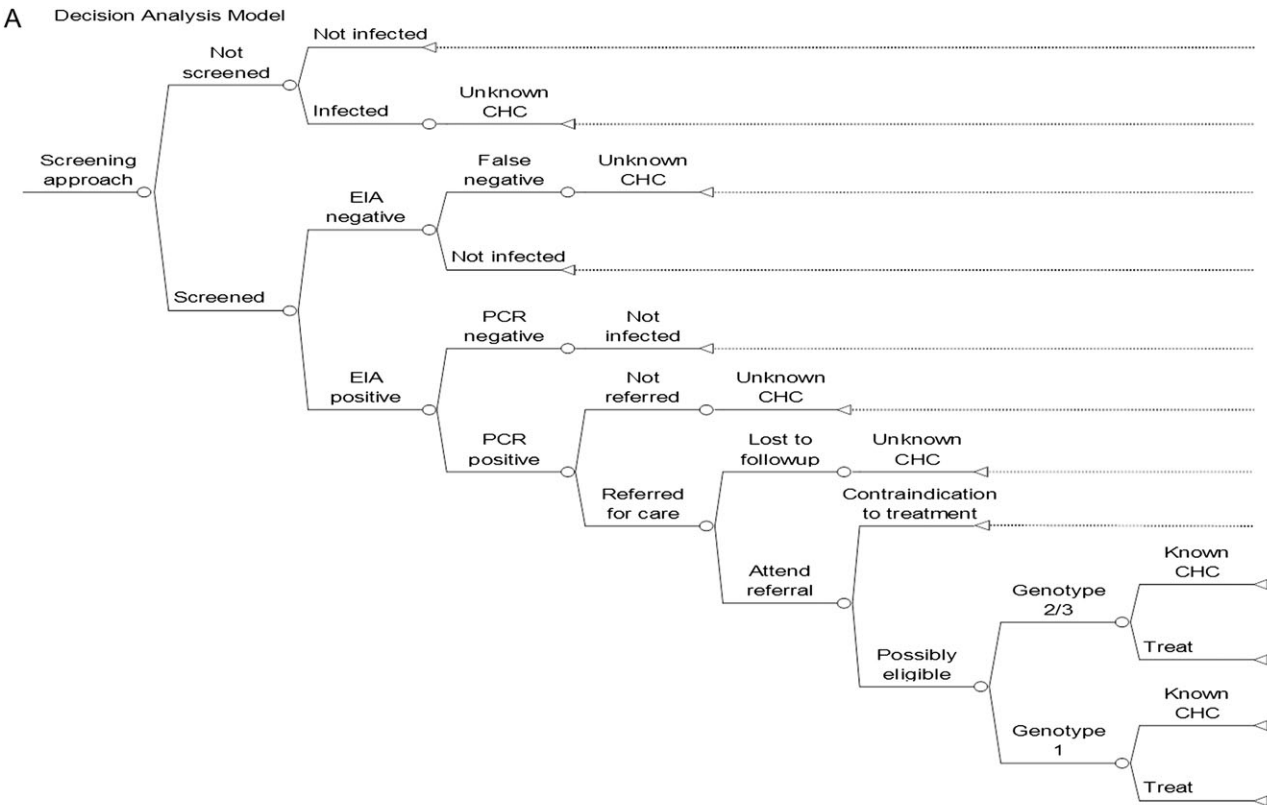 A
Decision Analysis Model
Not infected
Not
screened
Infected
Unknown
CHC
Screening
approach
False
negative
Unknown
CHC
EIA
negative
Not infected
Screened
PCR
negative
Not
infected
EIA
positive
Not
referred
Unknown
CHC
PCR
positive
Lost to
followup
Unknown
CHC
Referred
for care
Contraindication
to treatment
Attend
referral
Known
CHC
Genotype
2/3
Treat
Possibly
eligible
Known
CHC
Genotype
1
Treat